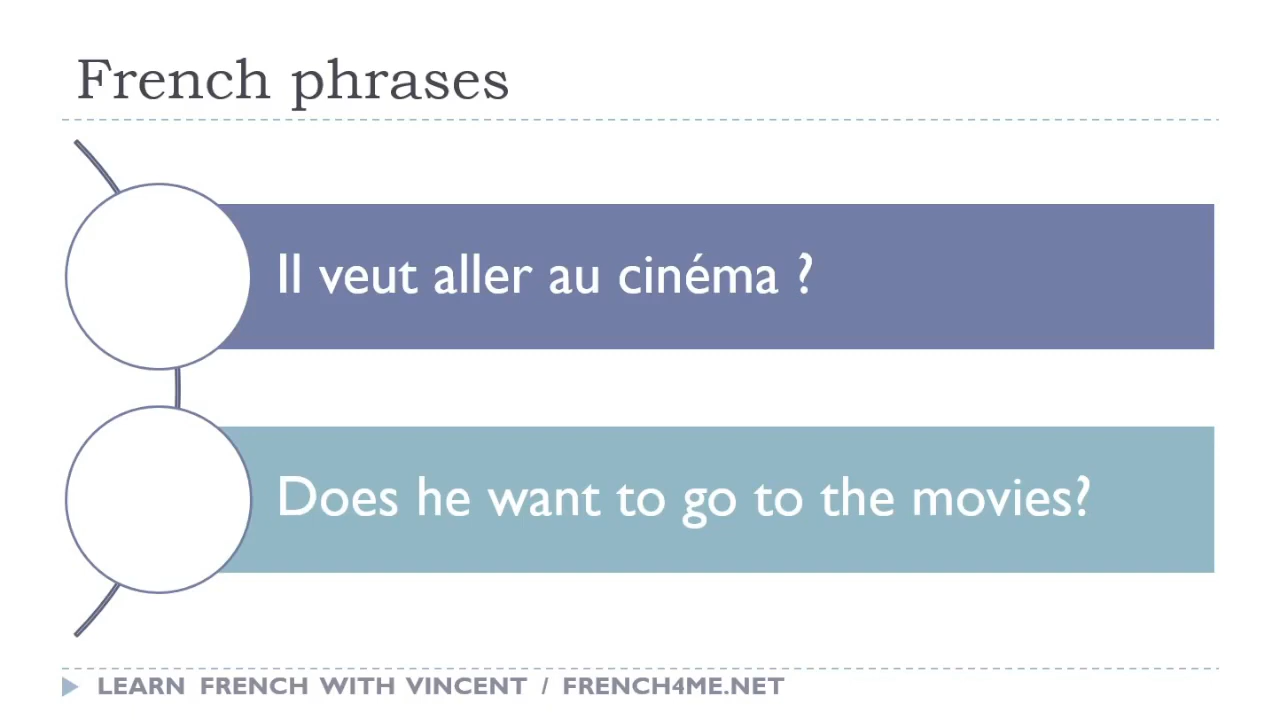 French phrases
Il veut aller au cinéma ?
Does he want to go to the movies?
LEARN FRENCH WITH VINCENT / FRENCH4ME.NET